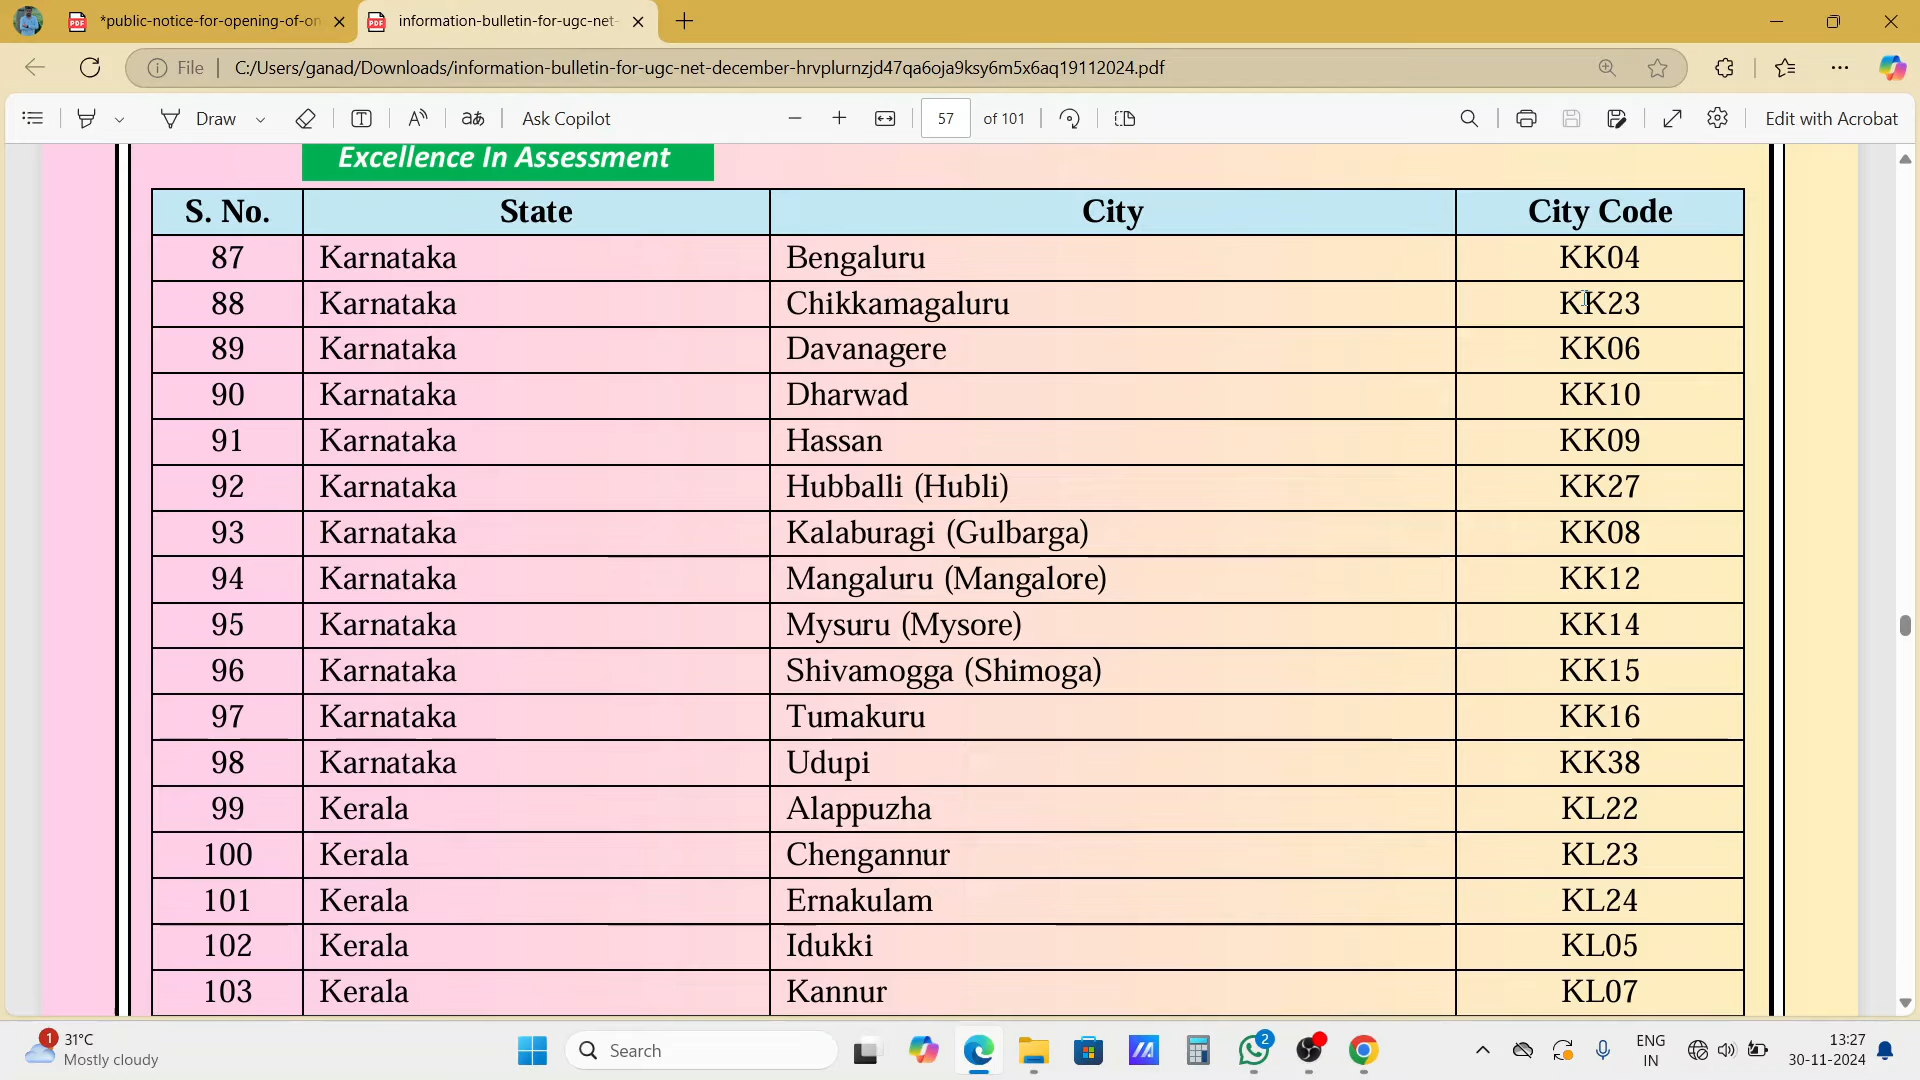 *public-notice-for-opening-of-on
information-bulletin-for-ugc-net-
File
C:/Users/ganad/Downloads/information-bulletin-for-ugc-net-december-hrvplurnzjd47qa6oja9ksy6m5x6aq19112024.pdf
Draw
Ask Copilot
57 of 101
Edit with Acrobat
Excellence In Assessment
S. No. State City City Code
87 Karnataka Bengaluru KK04
88 Karnataka Chikkamagaluru KK23
89 Karnataka Davanagere KK06
90 Karnataka Dharwad KK10
91 Karnataka Hassan KK09
92 Karnataka Hubballi (Hubli) KK27
93 Karnataka Kalaburagi (Gulbarga) KK08
94 Karnataka Mangaluru (Mangalore) KK12
95 Karnataka Mysuru (Mysore) KK14
96 Karnataka Shivamogga (Shimoga) KK15
97 Karnataka Tumakuru KK16
98 Karnataka Udupi KK38
99 Kerala Alappuzha KL22
100 Kerala Chengannur KL23
101 Kerala Ernakulam KL24
102 Kerala Idukki KL05
103 Kerala Kannur KL07
1
31°C
Mostly cloudy
Search
2
ENG
IN
13:27
30-11-2024